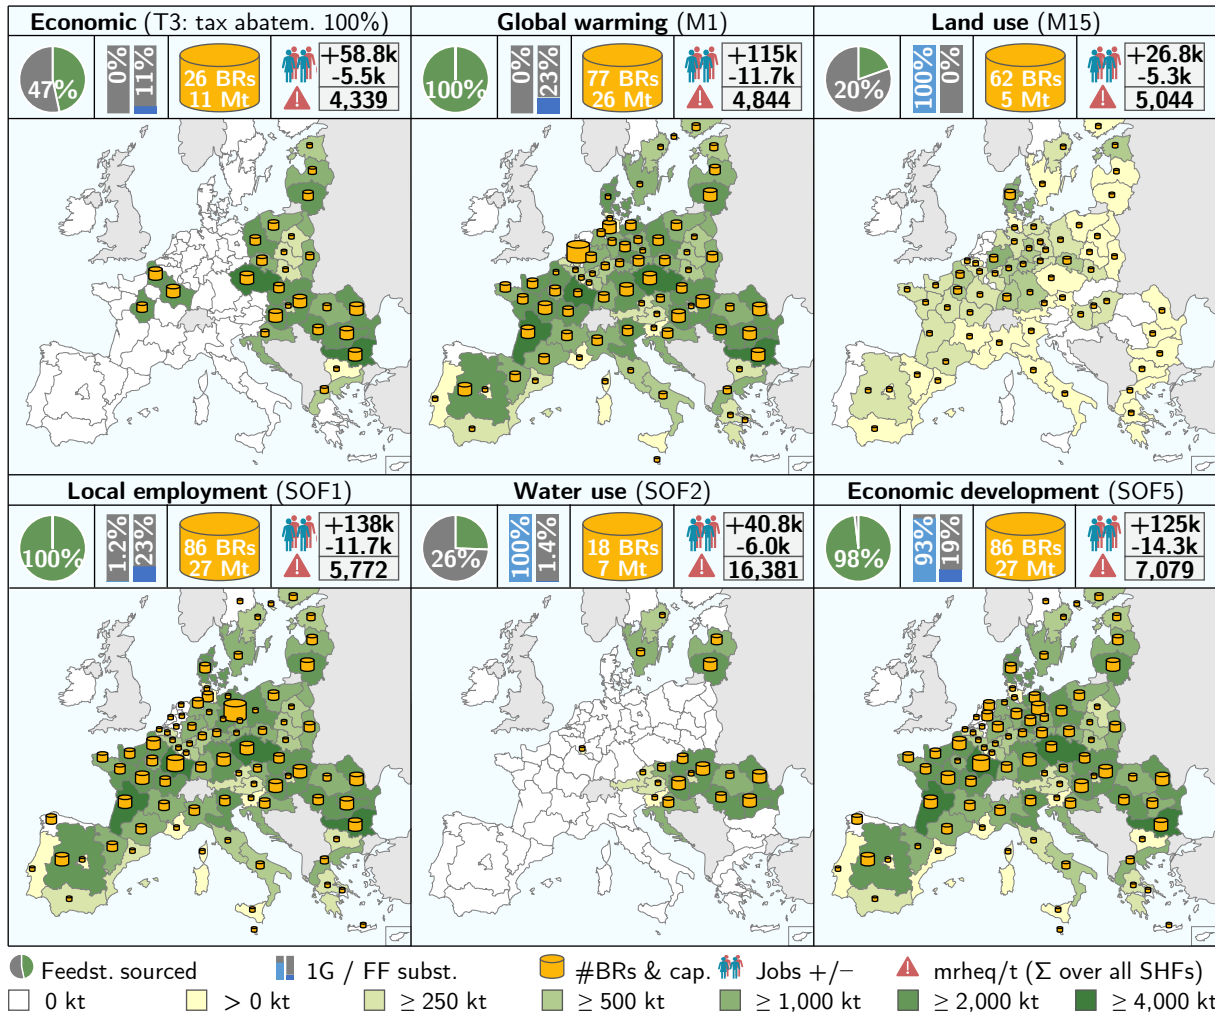 Economic (T3: tax abatem. 100%)
47%
0%
11%
26 BRs
11 Mt
+58.8k
-5.5k
4,339
Global warming (M1)
100%
0%
23%
77 BRs
26 Mt
+115k
-11.7k
4,844
Land use (M15)
20%
100%
0%
62 BRs
5 Mt
+26.8k
-5.3k
5,044
Local employment (SOF1)
100%
1.2%
23%
86 BRs
27 Mt
+138k
-11.7k
5,772
Water use (SOF2)
26%
100%
1.4%
18 BRs
7 Mt
+40.8k
-6.0k
16,381
Economic development (SOF5)
98%
93%
19%
86 BRs
27 Mt
+125k
-14.3k
7,079
Feedst. sourced
1G / FF subst.
#BRs & cap.
Jobs +/−
mrheq/t (Σ over all SHFs)
0 kt
> 0 kt
≥ 250 kt
≥ 500 kt
≥ 1,000 kt
≥ 2,000 kt
≥ 4,000 kt